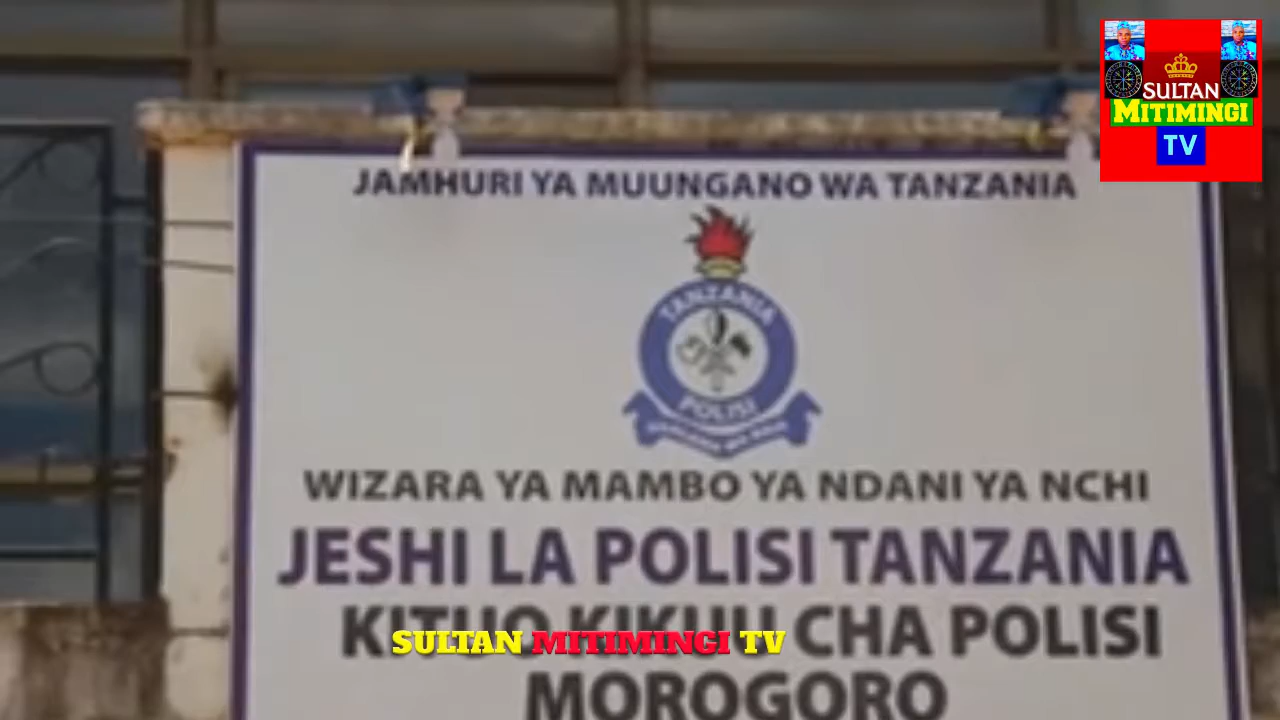 SULTAN
MITIMINGI
TV
JAMHURI YA MUUNGANO WA TANZANIA
TANZANIA
POLISI
WIZARA YA MAMBO YA NDANI YA NCHI
JESHI LA POLISI TANZANIA
KITUO KIKUU CHA POLISI
SULTAN MITIMINGI TV
MOROGORO